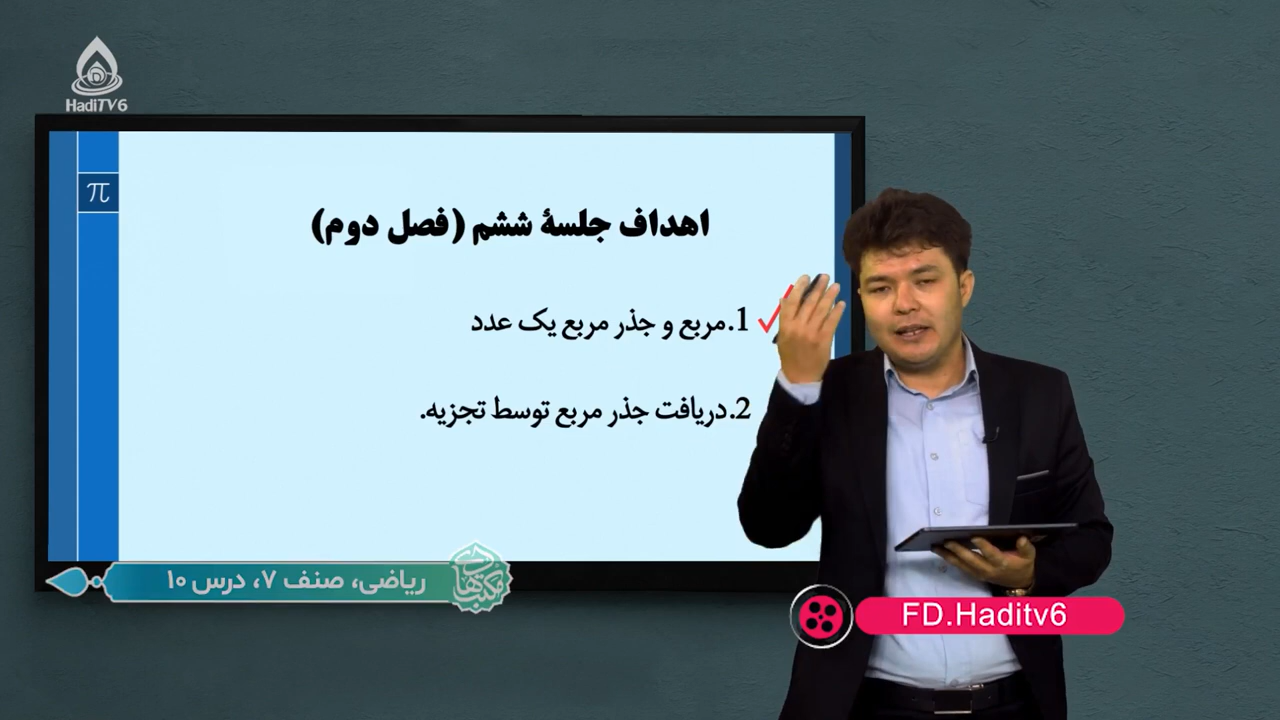 HadiTV6
π
اهداف جلسهٔ ششم (فصل دوم)
1.مربع و جذر مربع یک عدد
2.دریافت جذر مربع توسط تجزیه.
ریاضی، صنف ۷، درس ۱۰
FD.Haditv6